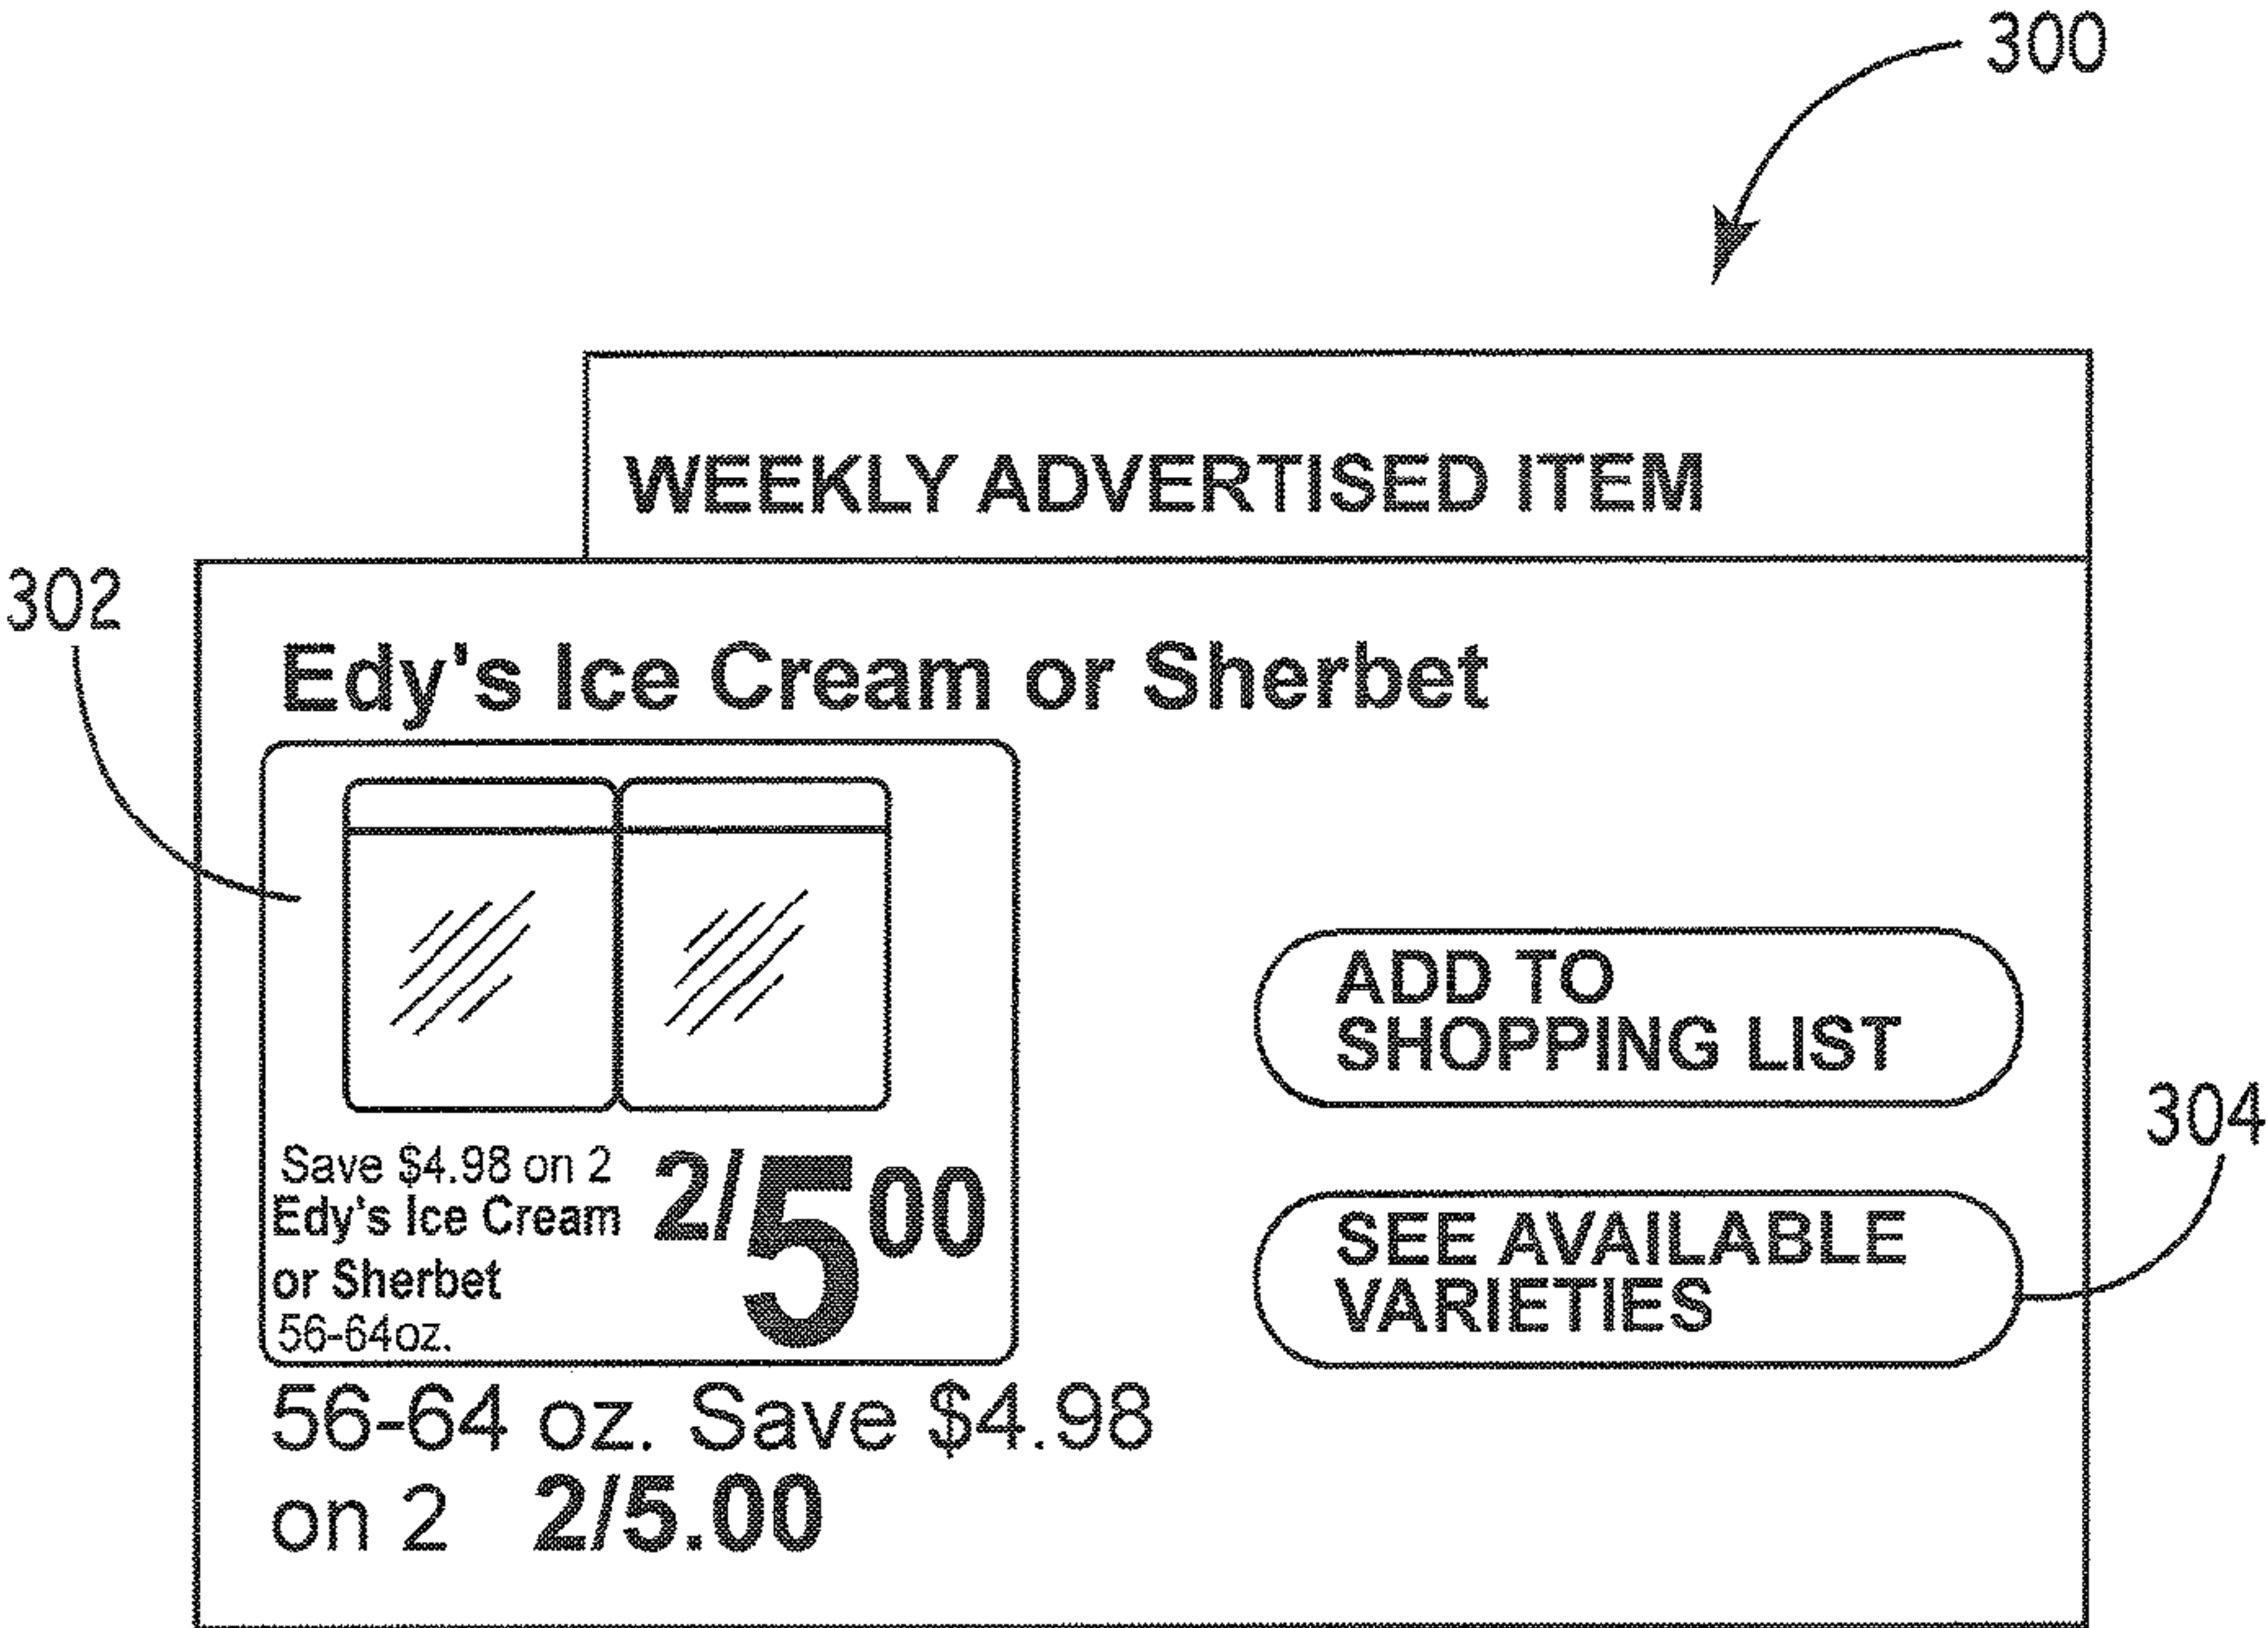 300
WEEKLY ADVERTISED ITEM
302
Edy's Ice Cream or Sherbet
Save $4.98 on 2
Edy's Ice Cream
or Sherbet
56-64oz.
2/5 00
ADD TO
SHOPPING LIST
304
SEE AVAILABLE
VARIETIES
56-64 oz. Save $4.98
on 2 2/5.00